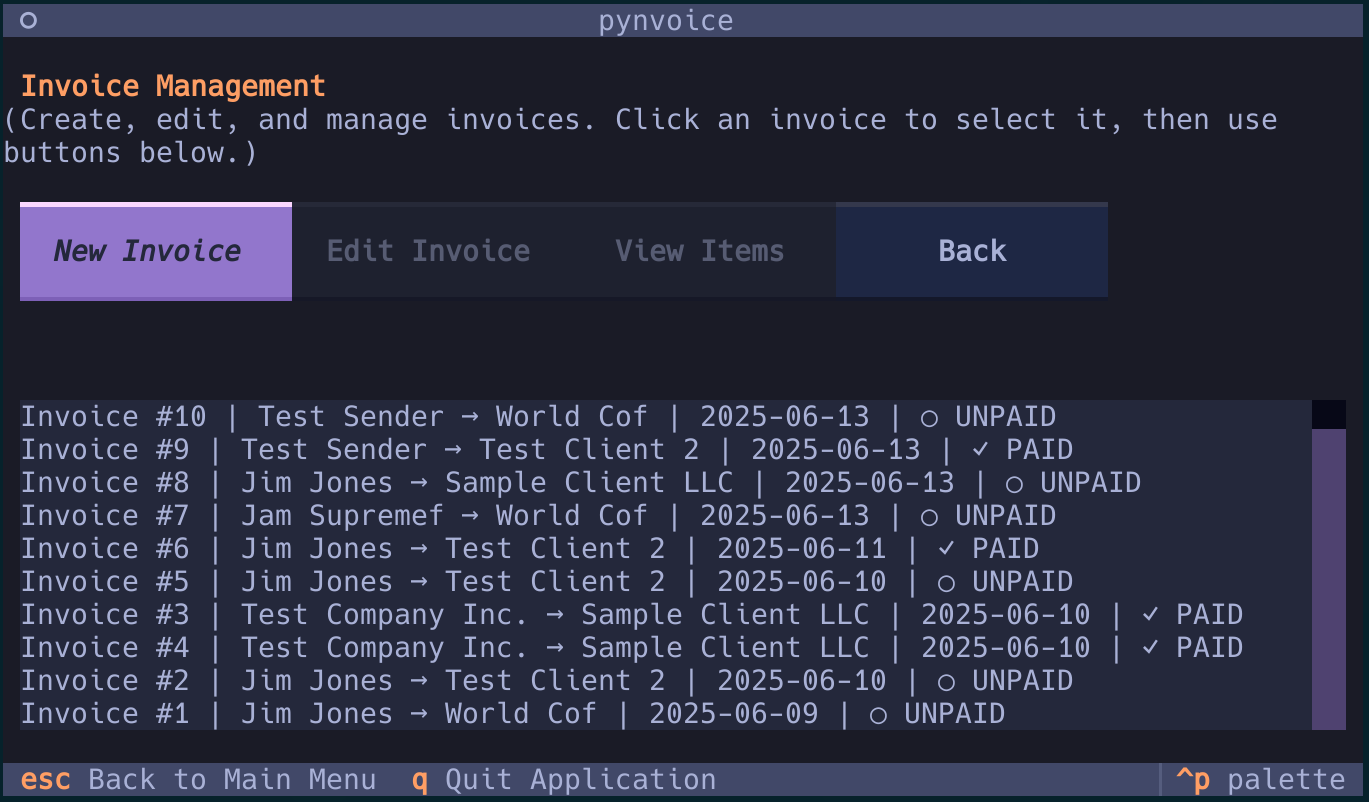 pynvoice
Invoice Management
(Create, edit, and manage invoices. Click an invoice to select it, then use
buttons below.)
New Invoice Edit Invoice View Items Back
Invoice #10 | Test Sender → World Cof | 2025-06-13 | ○ UNPAID
Invoice #9 | Test Sender → Test Client 2 | 2025-06-13 | ✓ PAID
Invoice #8 | Jim Jones → Sample Client LLC | 2025-06-13 | ○ UNPAID
Invoice #7 | Jam Supremef → World Cof | 2025-06-13 | ○ UNPAID
Invoice #6 | Jim Jones → Test Client 2 | 2025-06-11 | ✓ PAID
Invoice #5 | Jim Jones → Test Client 2 | 2025-06-10 | ○ UNPAID
Invoice #3 | Test Company Inc. → Sample Client LLC | 2025-06-10 | ✓ PAID
Invoice #4 | Test Company Inc. → Sample Client LLC | 2025-06-10 | ✓ PAID
Invoice #2 | Jim Jones → Test Client 2 | 2025-06-10 | ○ UNPAID
Invoice #1 | Jim Jones → World Cof | 2025-06-09 | ○ UNPAID
esc Back to Main Menu q Quit Application ^p palette